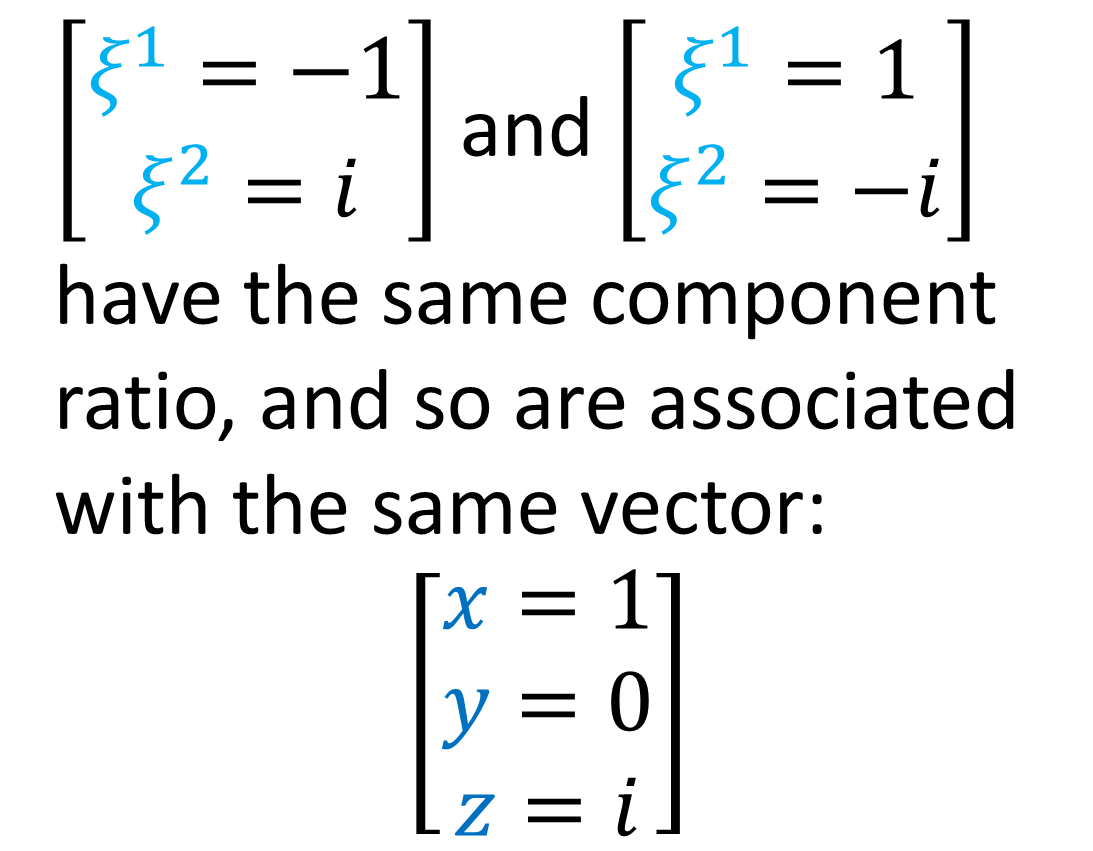 [ξ¹ = −1 ξ² = i] and [ξ¹ = 1 ξ² = −i]
have the same component
ratio, and so are associated
with the same vector:
[x = 1
y = 0
z = i]